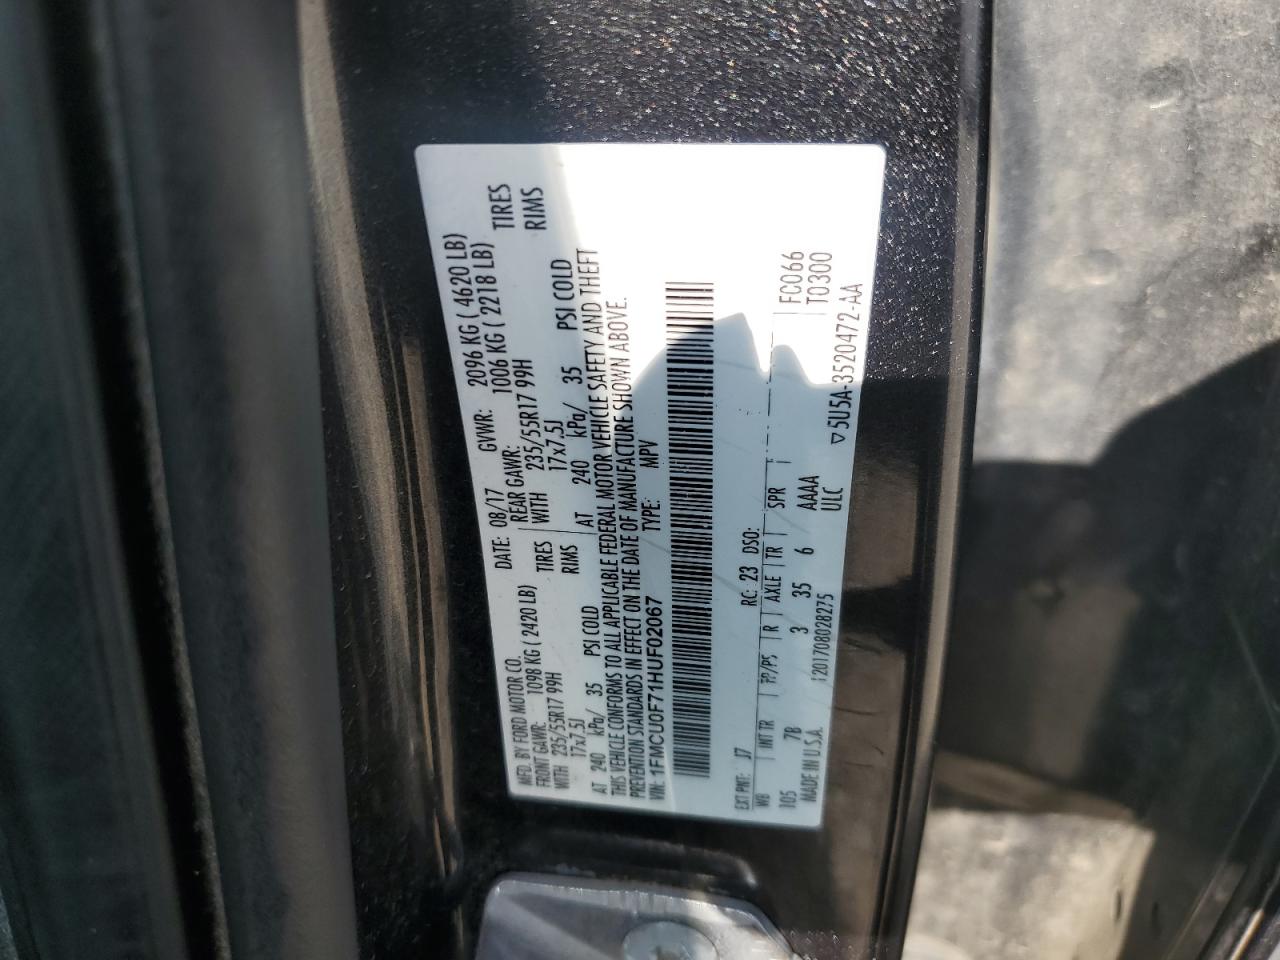 MFD. BY FORD MOTOR CO. DATE: 08/17 GVWR: 2096 KG ( 4620 LB)
FRONT GAWR: 1098 KG ( 2420 LB) REAR GAWR: 1006 KG ( 2218 LB)
WITH 235/55R17 99H TIRES WITH 235/55R17 99H TIRES
17x7.5J RIMS 17x7.5J RIMS
AT 240 kPa/ 35 PSI COLD AT 240 kPa/ 35 PSI COLD
THIS VEHICLE CONFORMS TO ALL APPLICABLE FEDERAL MOTOR VEHICLE SAFETY AND THEFT
PREVENTION STANDARDS IN EFFECT ON THE DATE OF MANUFACTURE SHOWN ABOVE.
VIN: 1FMCU0F71HUF02067 TYPE: MPV
EXT PNT: J7 RC: 23 DSO: FC066
WB INT TR TP/PS R AXLE TR SPR T0300
105 7B 3 35 6 AAAA
MADE IN U.S.A. 1201708028275 ULC ▽5U5A-3520472-AA